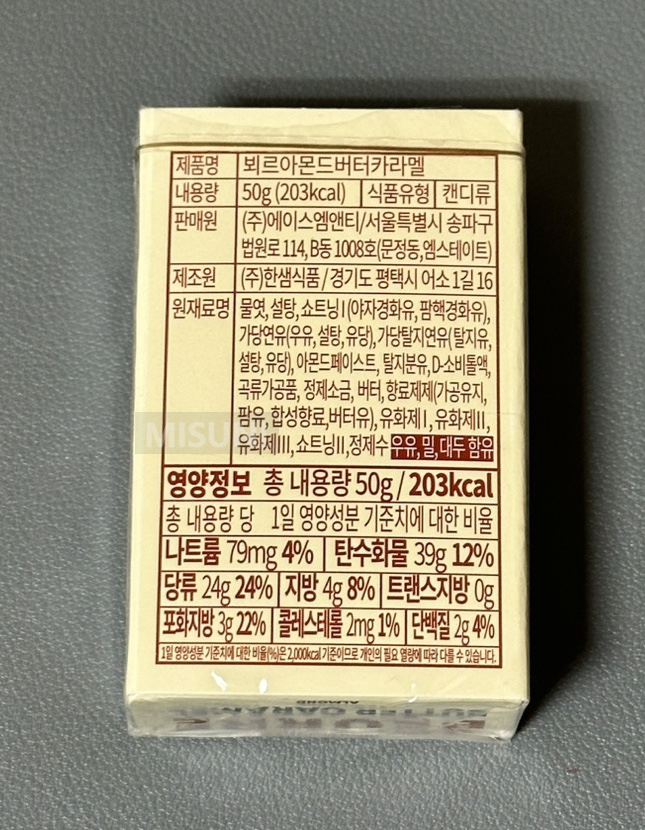 제품명 뵈르아몬드버터카라멜
내용량 50g (203kcal) 식품유형 캔디류
판매원 (주)에이스엠앤티/서울특별시 송파구
법원로 114, B동 1008호(문정동,엠스테이트)
제조원 (주)한샘식품/경기도 평택시 어소1길 16
원재료명 물엿, 설탕, 쇼트닝I(야자경화유, 팜핵경화유),
가당연유(우유, 설탕, 유당), 가당탈지연유(탈지유,
설탕, 유당), 아몬드페이스트, 탈지분유, D-소비톨액,
곡류가공품, 정제소금, 버터, 향료제제(가공유지,
팜유, 합성향료, 버터유), 유화제I, 유화제II,
유화제III, 쇼트닝II, 정제수 우유, 밀, 대두 함유
영양정보 총 내용량 50g / 203kcal
총 내용량 당 1일 영양성분 기준치에 대한 비율
나트륨 79mg 4% 탄수화물 39g 12%
당류 24g 24% 지방 4g 8% 트랜스지방 0g
포화지방 3g 22% 콜레스테롤 2mg 1% 단백질 2g 4%
1일 영양성분 기준치에 대한 비율(%)은 2,000kcal 기준이므로 개인의 필요 열량에 따라 다를 수 있습니다.
ALMOND
BUTTER CARAMEL